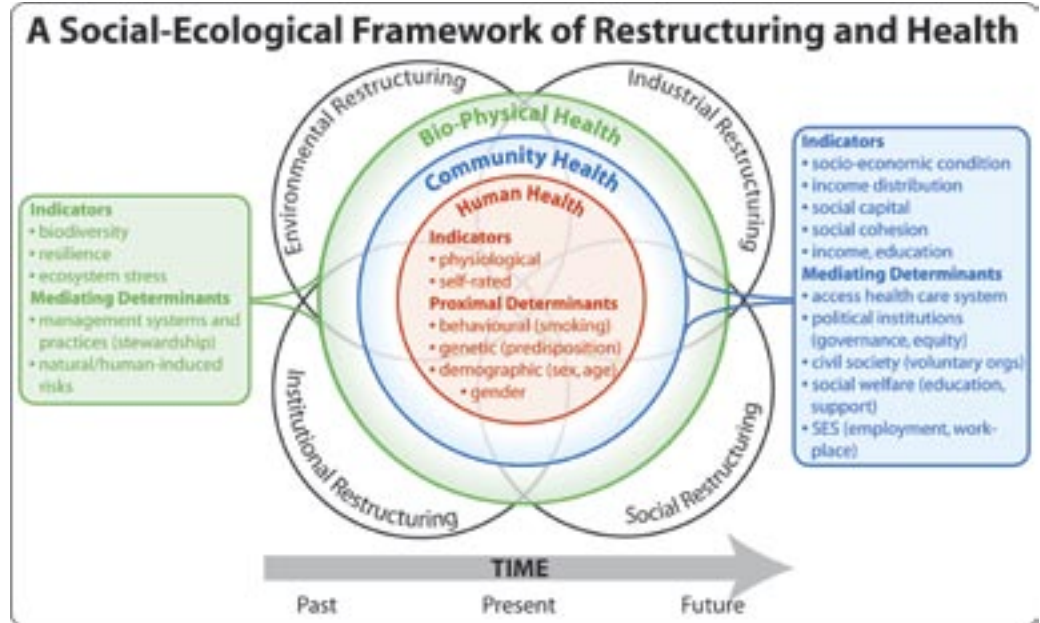 A Social-Ecological Framework of Restructuring and Health
Environmental Restructuring
Industrial Restructuring
Bio-Physical Health
Community Health
Human Health
Indicators
• physiological
• self-rated
Proximal Determinants
• behavioural (smoking)
• genetic (predisposition)
• demographic (sex, age),
• gender
Indicators
• biodiversity
• resilience
• ecosystem stress
Mediating Determinants
• management systems and
practices (stewardship)
• natural/human-induced
risks
Indicators
• socio-economic condition
• income distribution
• social capital
• social cohesion
• income, education
Mediating Determinants
• access health care system
• political institutions
(governance, equity)
• civil society (voluntary orgs)
• social welfare (education,
support)
• SES (employment, work-
place)
Institutional Restructuring
Social Restructuring
TIME
Past
Present
Future